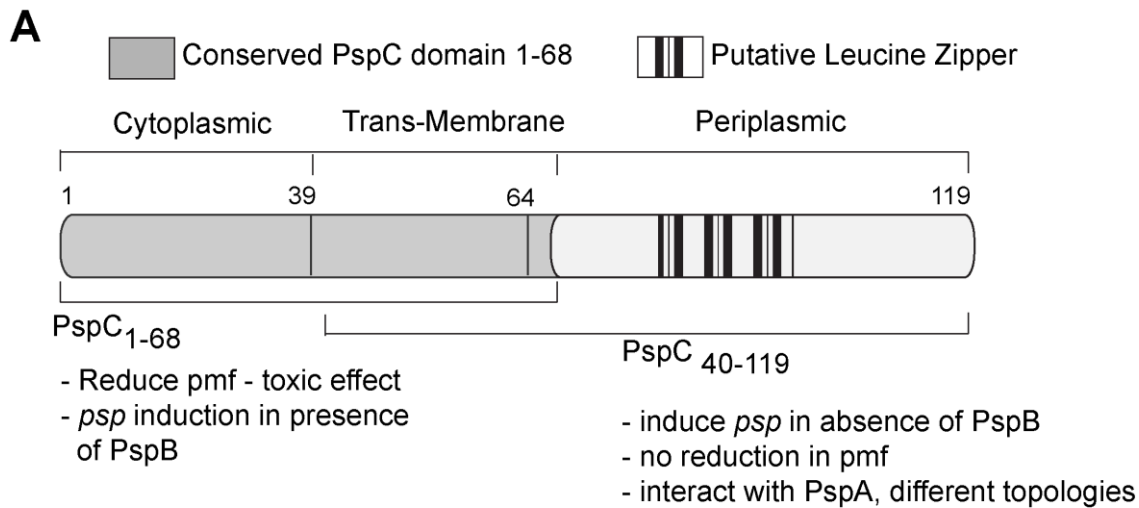 A
Conserved PspC domain 1-68
Putative Leucine Zipper
Cytoplasmic
Trans-Membrane
Periplasmic
1
39
64
119
PspC1-68
- Reduce pmf - toxic effect
- psp induction in presence
of PspB
PspC 40-119
- induce psp in absence of PspB
- no reduction in pmf
- interact with PspA, different topologies